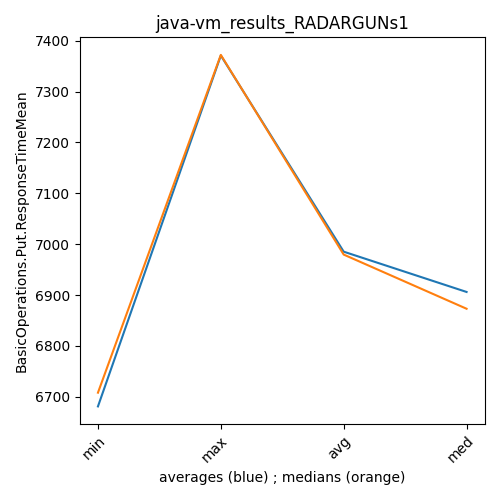 java-vm_results_RADARGUNs1
BasicOperations.Put.ResponseTimeMean
7400
7300
7200
7100
7000
6900
6800
6700
min
max
avg
med
averages (blue) ; medians (orange)